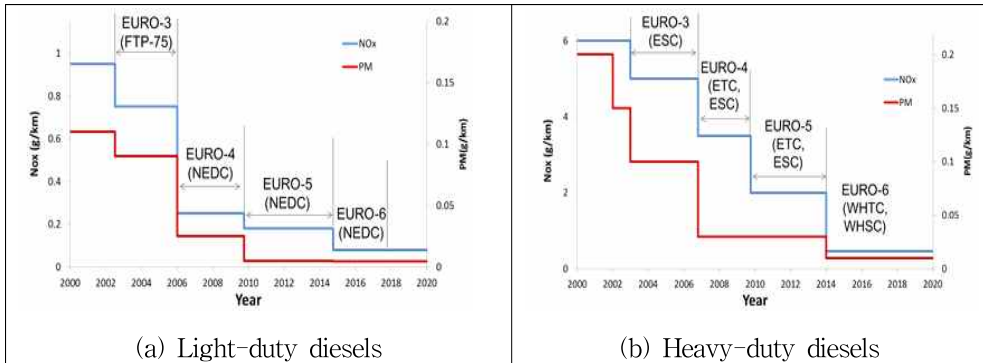 EURO-3
(FTP-75)
NOx
PM
EURO-4
(NEDC)
EURO-5
(NEDC)
EURO-6
(NEDC)
Nox (g/km)
1
0.8
0.6
0.4
0.2
0
PM(g/km)
0.2
0.15
0.1
0.05
0
2000 2002 2004 2006 2008 2010 2012 2014 2016 2018 2020
Year
(a) Light-duty diesels
EURO-3
(ESC)
EURO-4
(ETC,
ESC)
NOx
PM
EURO-5
(ETC,
ESC)
EURO-6
(WHTC,
WHSC)
Nox (g/km)
6
4
2
0
PM(g/km)
0.2
0.15
0.1
0.05
0
2000 2002 2004 2006 2008 2010 2012 2014 2016 2018 2020
Year
(b) Heavy-duty diesels